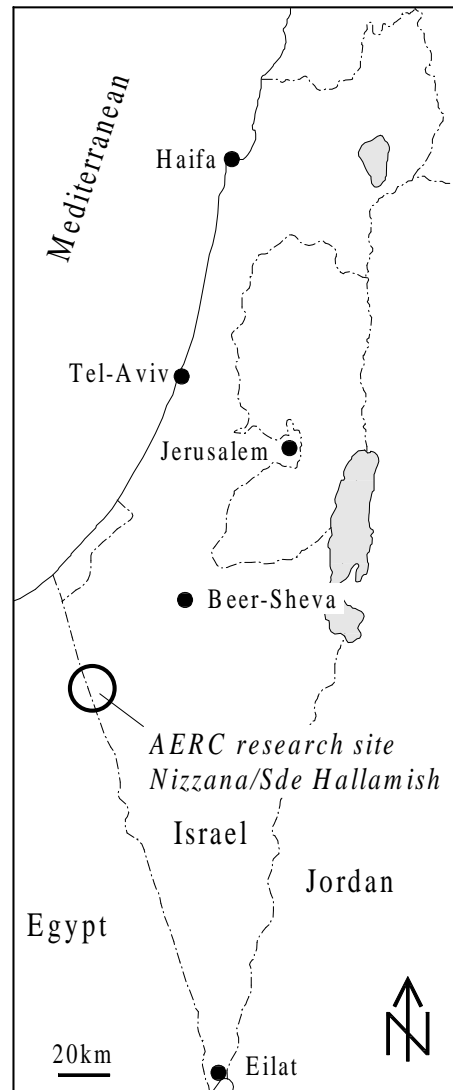 Mediterranean
Haifa
Tel-Aviv
Jerusalem
Beer-Sheva
AERC research site
Nizzana/Sde Hallamish
Israel
Jordan
Egypt
N
20km
Eilat